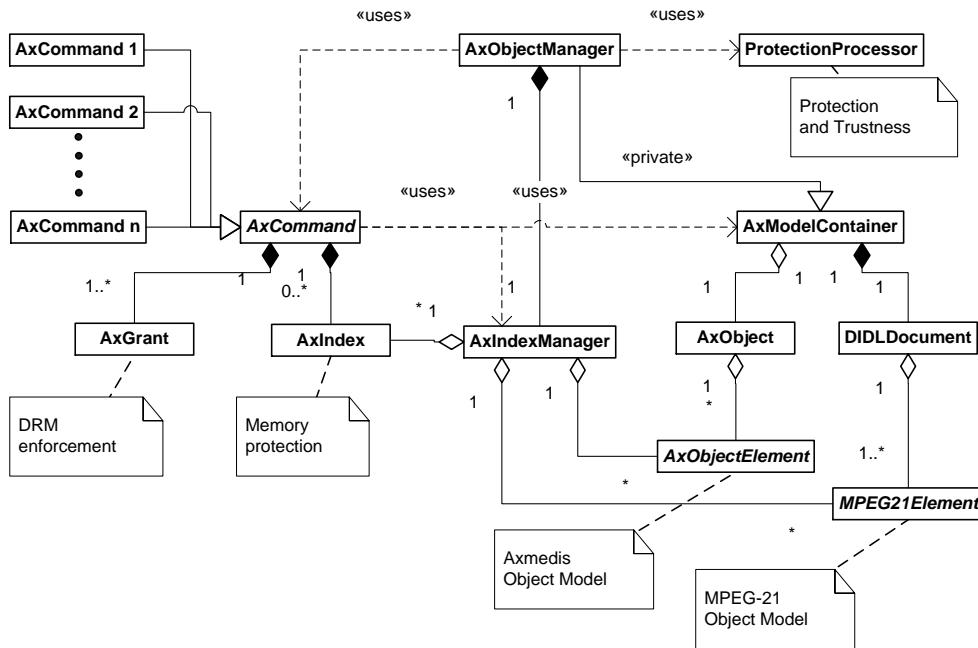 «uses»
«uses»
AxCommand 1
AxObjectManager
ProtectionProcessor
1
AxCommand 2
Protection
and Trustness
«private»
«uses»
«uses»
AxCommand n
AxCommand
AxModelContainer
1..*
1
1
0..*
1
1
1
1
1
* 1
AxGrant
AxIndex
AxIndexManager
AxObject
DIDLDocument
1
1
1
*
1
DRM
enforcement
Memory
protection
AxObjectElement
1..*
*
MPEG21Element
*
Axmedis
Object Model
MPEG-21
Object Model